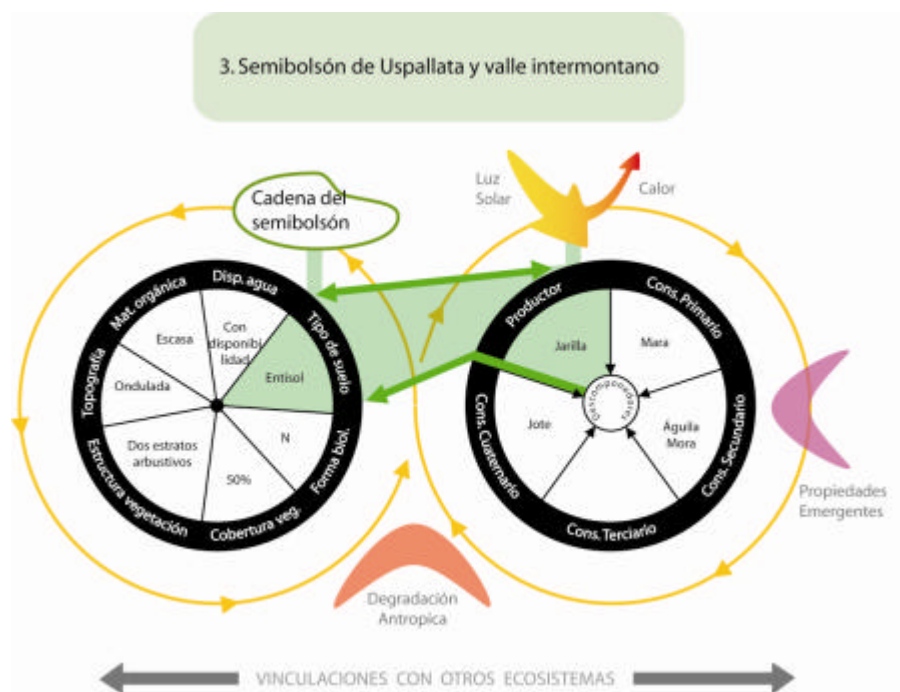 3. Semibolsón de Uspallata y valle intermontano
Cadena del
semibolsón
Luz
Solar
Calor
Mat. orgánica
Disp. agua
Tipo de suelo
Forma biol.
Cobertura veg.
Estructura vegetación
Topografía
Escasa
Con
disponibi
lidad
Entisol
N
50%
Dos estratos
arbustivos
Ondulada
Productor
Cons. Primario
Cons. Secundario
Cons. Terciario
Cons. Cuaternario
Jarilla
Mara
Águila
Mora
Jote
Descomponedores
Propiedades
Emergentes
Degradación
Antropica
VINCULACIONES CON OTROS ECOSISTEMAS